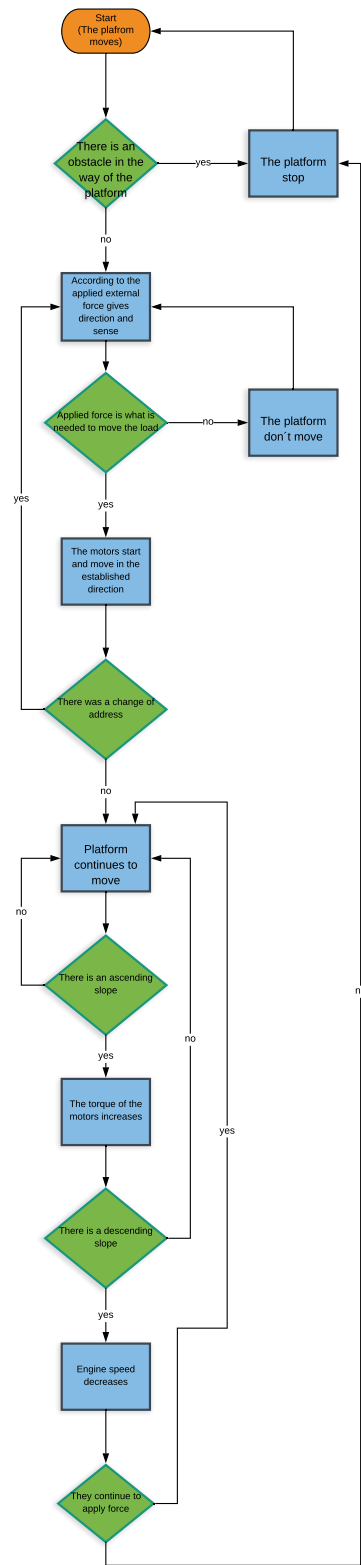 Start
(The plafrom
moves)
There is an
obstacle in the
way of the
platform
yes
The platform
stop
no
According to the
applied external
force gives
direction and
sense
Applied force is what is
needed to move the load
no
The platform
don´t move
yes
yes
The motors start
and move in the
established
direction
There was a change of
address
no
Platform
continues to
move
no
There is an ascending
slope
n
no
yes
The torque of the
motors increases
yes
There is a descending
slope
yes
Engine speed
decreases
They continue to
apply force